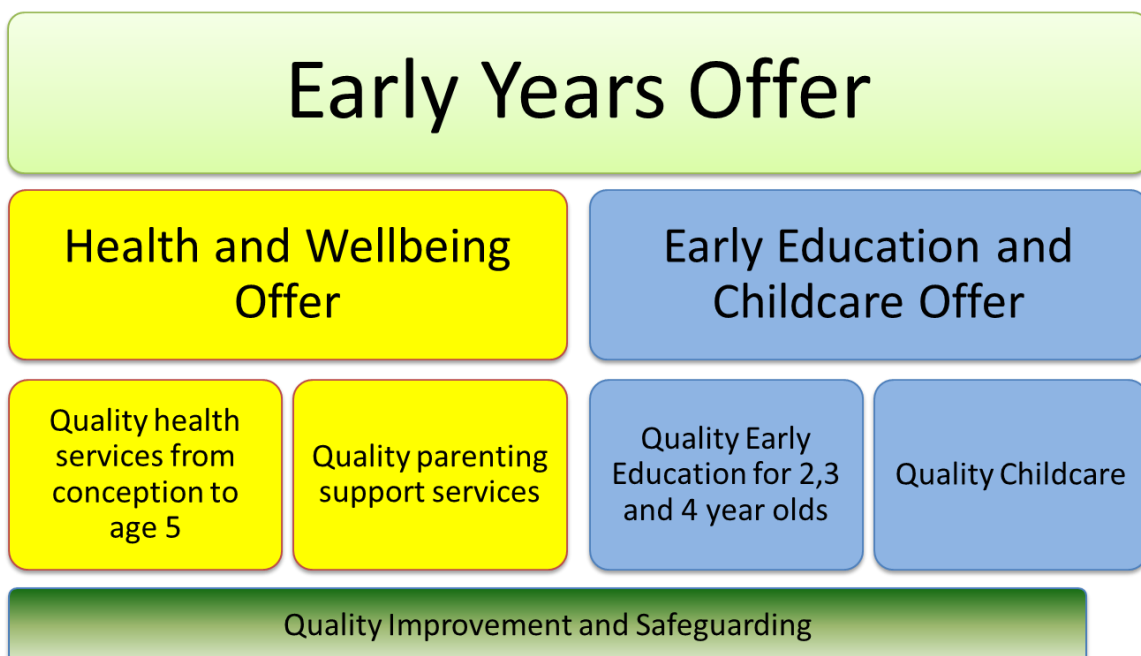 Early Years Offer
Health and Wellbeing
Offer
Early Education and
Childcare Offer
Quality health
services from
conception to
age 5
Quality parenting
support services
Quality Early
Education for 2,3
and 4 year olds
Quality Childcare
Quality Improvement and Safeguarding